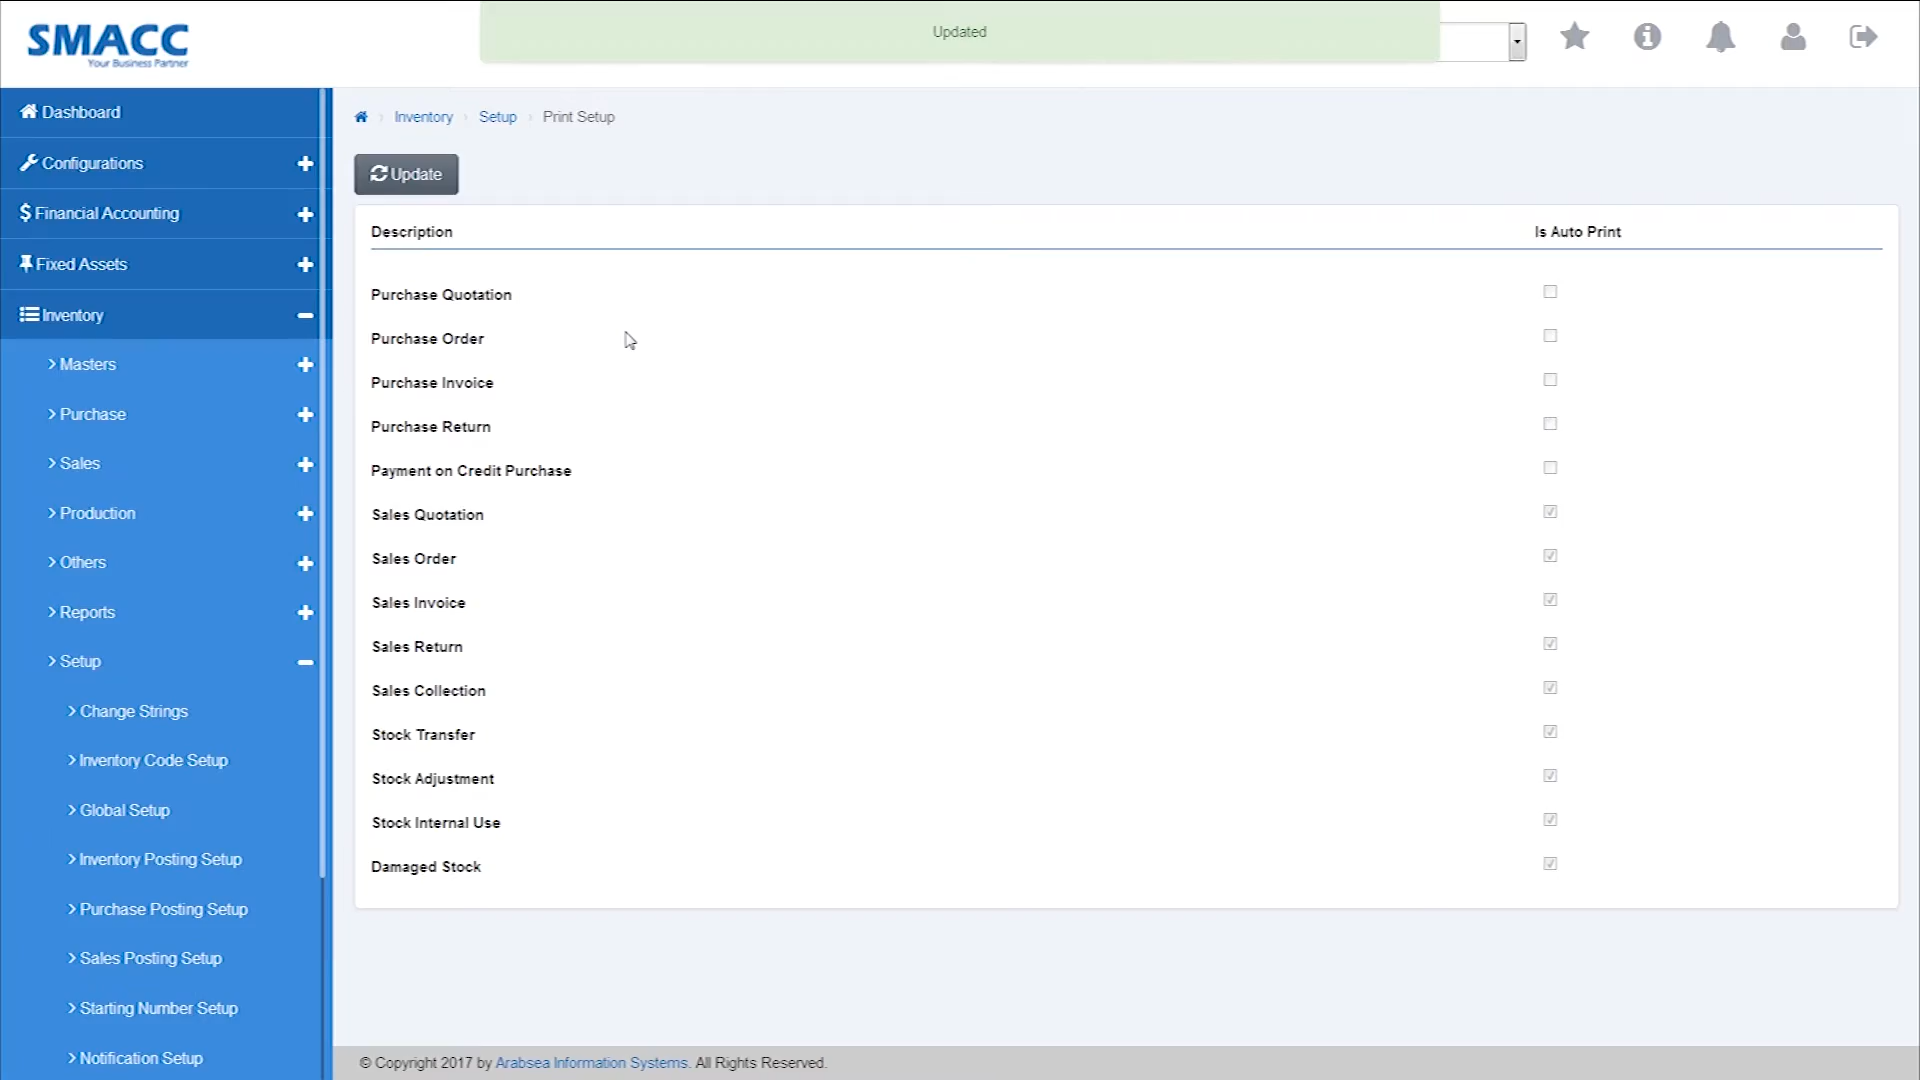 SMACC
Your Business Partner
Updated
Dashboard
Configurations
Financial Accounting
Fixed Assets
Inventory
Masters
Purchase
Sales
Production
Others
Reports
Setup
Change Strings
Inventory Code Setup
Global Setup
Inventory Posting Setup
Purchase Posting Setup
Sales Posting Setup
Starting Number Setup
Notification Setup
Inventory Setup Print Setup
Update
Description Is Auto Print
Purchase Quotation
Purchase Order
Purchase Invoice
Purchase Return
Payment on Credit Purchase
Sales Quotation
Sales Order
Sales Invoice
Sales Return
Sales Collection
Stock Transfer
Stock Adjustment
Stock Internal Use
Damaged Stock
© Copyright 2017 by Arabsea Information Systems. All Rights Reserved.